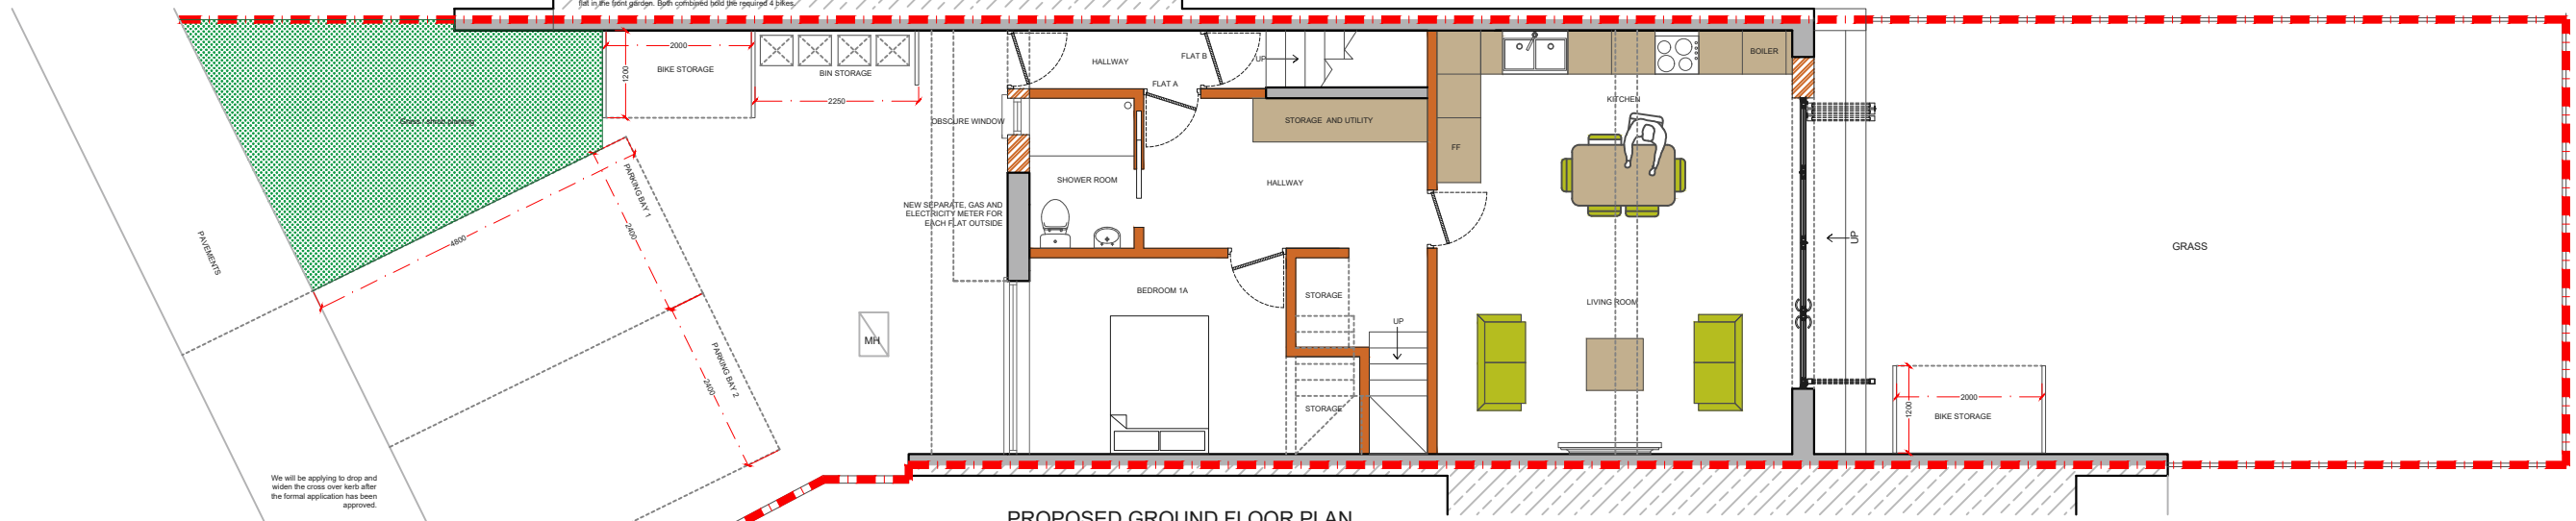 flat in the front garden. Both combined hold the required 4 bikes.
2000
1200
BIKE STORAGE
BIN STORAGE
2250
Grass / shrub planting
PAVEMENTS
4800
PARKING BAY 1
2400
PARKING BAY 2
2400
MH
We will be applying to drop and
widen the cross over kerb after
the formal application has been
approved.
OBSCURE WINDOW
NEW SEPARATE, GAS AND
ELECTRICITY METER FOR
EACH FLAT OUTSIDE
HALLWAY
FLAT B
FLAT A
UP
STORAGE AND UTILITY
SHOWER ROOM
HALLWAY
BEDROOM 1A
STORAGE
UP
STORAGE
BOILER
KITCHEN
FF
LIVING ROOM
UP
GRASS
1200
2000
BIKE STORAGE
PROPOSED GROUND FLOOR PLAN